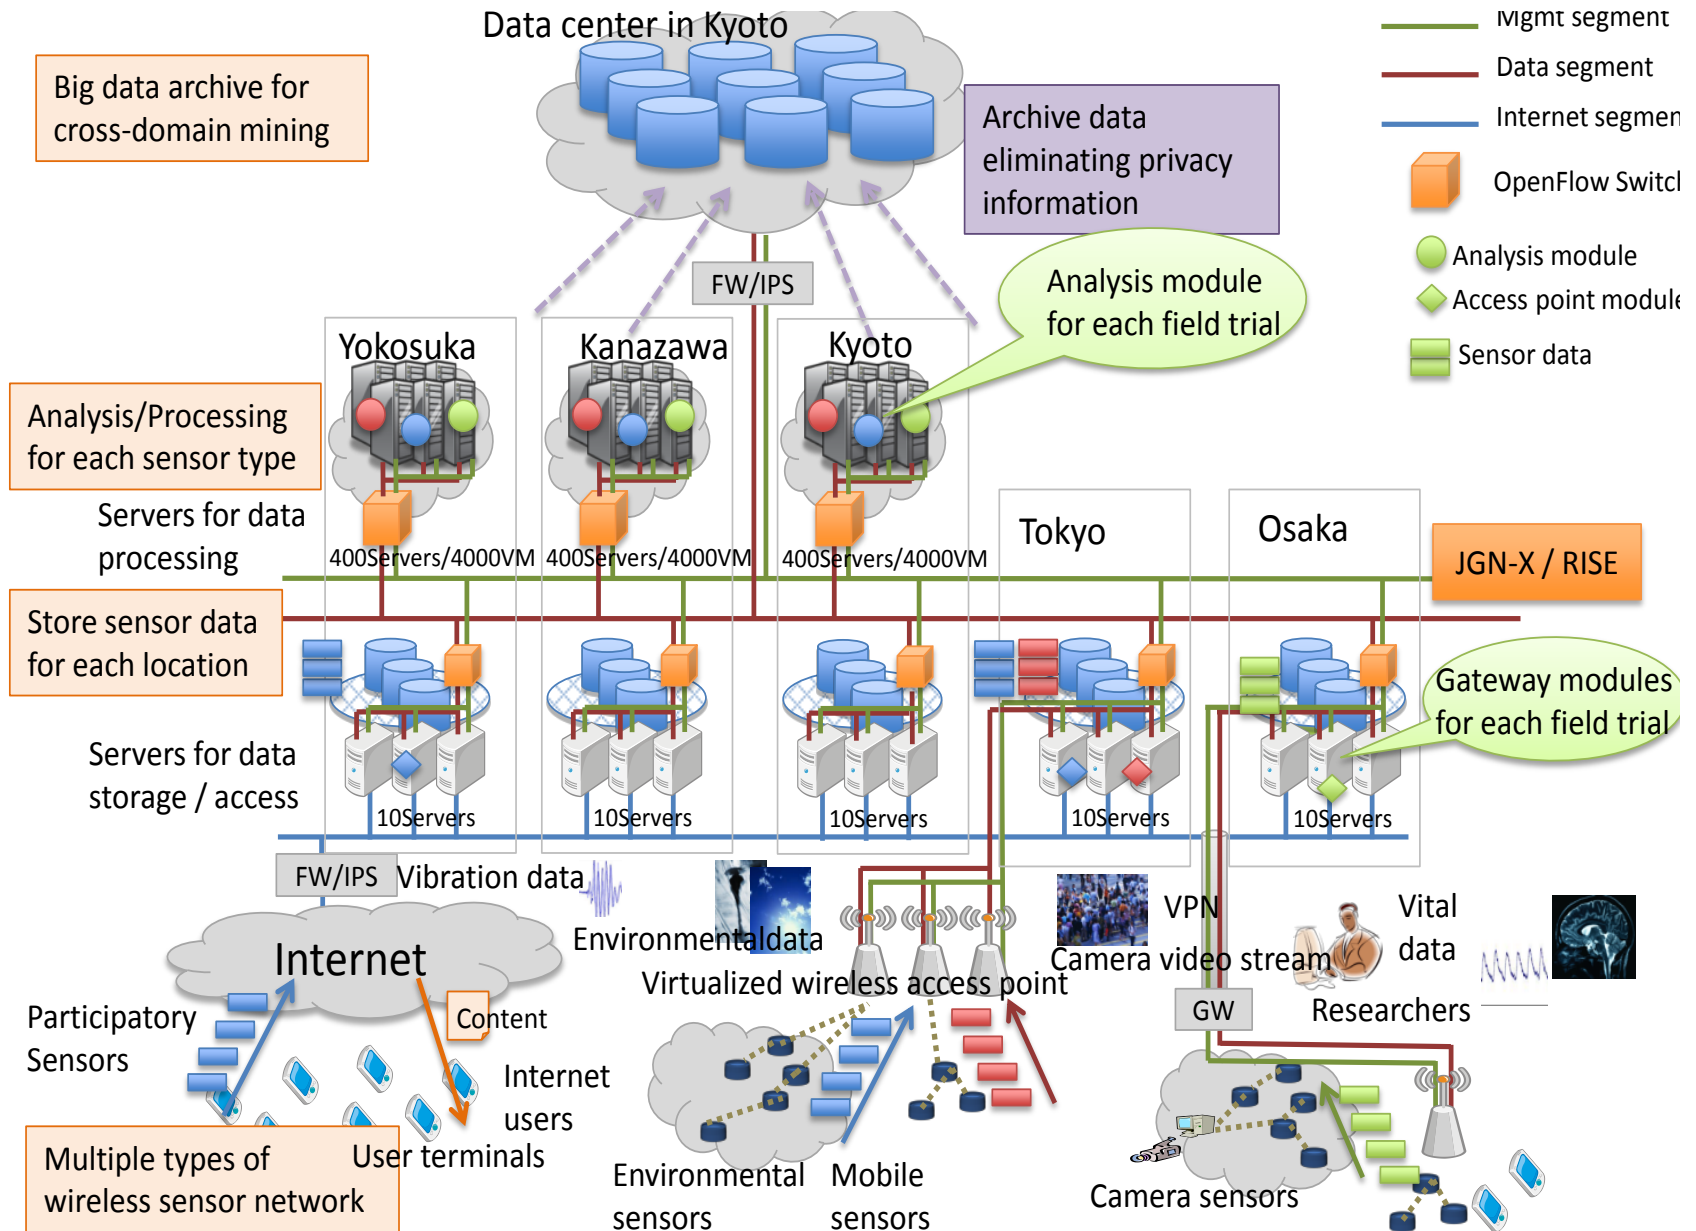 Data center in Kyoto
Big data archive for
cross-domain mining
Archive data
eliminating privacy
information
Mgmt segment
Data segment
Internet segmen
OpenFlow Switc
Analysis module
Access point module
Sensor data
FW/IPS
Analysis module
for each field trial
Yokosuka
Kanazawa
Kyoto
Analysis/Processing
for each sensor type
Servers for data
processing
400Servers/4000VM
400Servers/4000VM
400Servers/4000VM
Tokyo
Osaka
JGN-X / RISE
Store sensor data
for each location
Gateway modules
for each field trial
Servers for data
storage / access
10Servers
10Servers
10Servers
10Servers
10Servers
FW/IPS
Vibration data
Internet
Environmentaldata
Virtualized wireless access point
VPN
Camera video stream
Vital
data
Researchers
GW
Participatory
Sensors
Content
Internet
users
User terminals
Multiple types of
wireless sensor network
Environmental
sensors
Mobile
sensors
Camera sensors